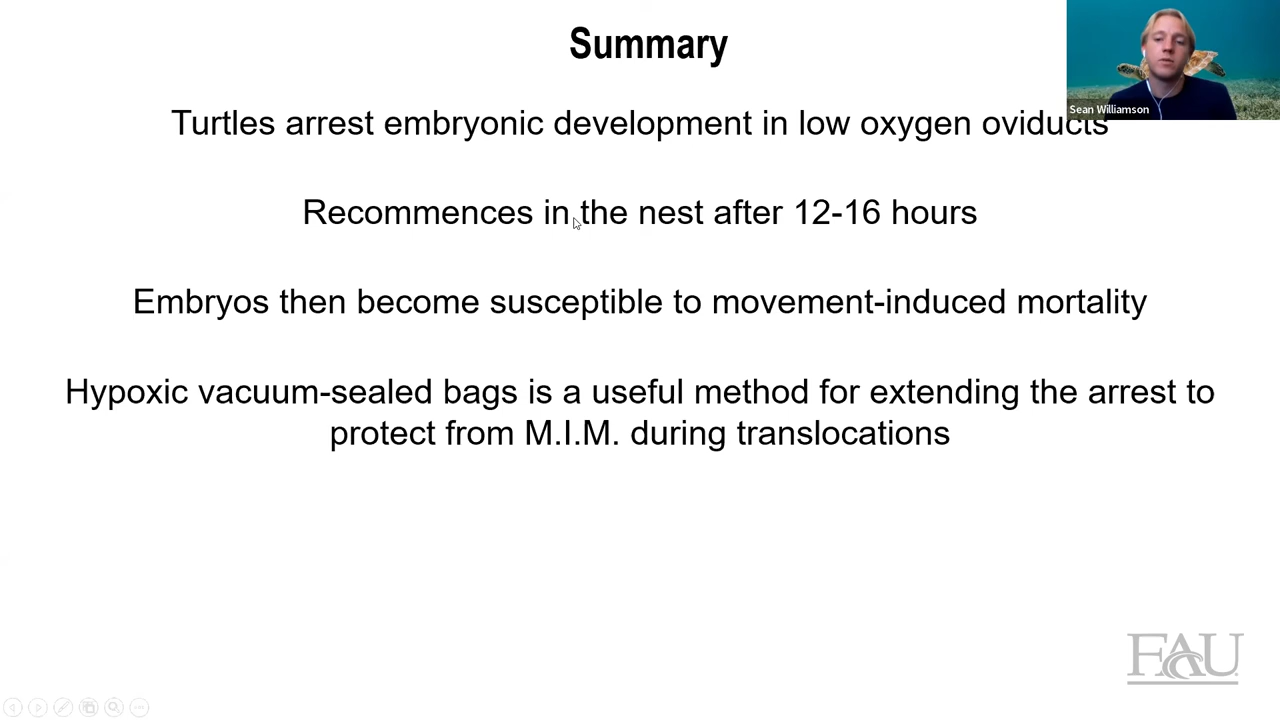 Summary
Sean Williamson
Turtles arrest embryonic development in low oxygen oviducts
Recommences in the nest after 12-16 hours
Embryos then become susceptible to movement-induced mortality
Hypoxic vacuum-sealed bags is a useful method for extending the arrest to
protect from M.I.M. during translocations
FAU